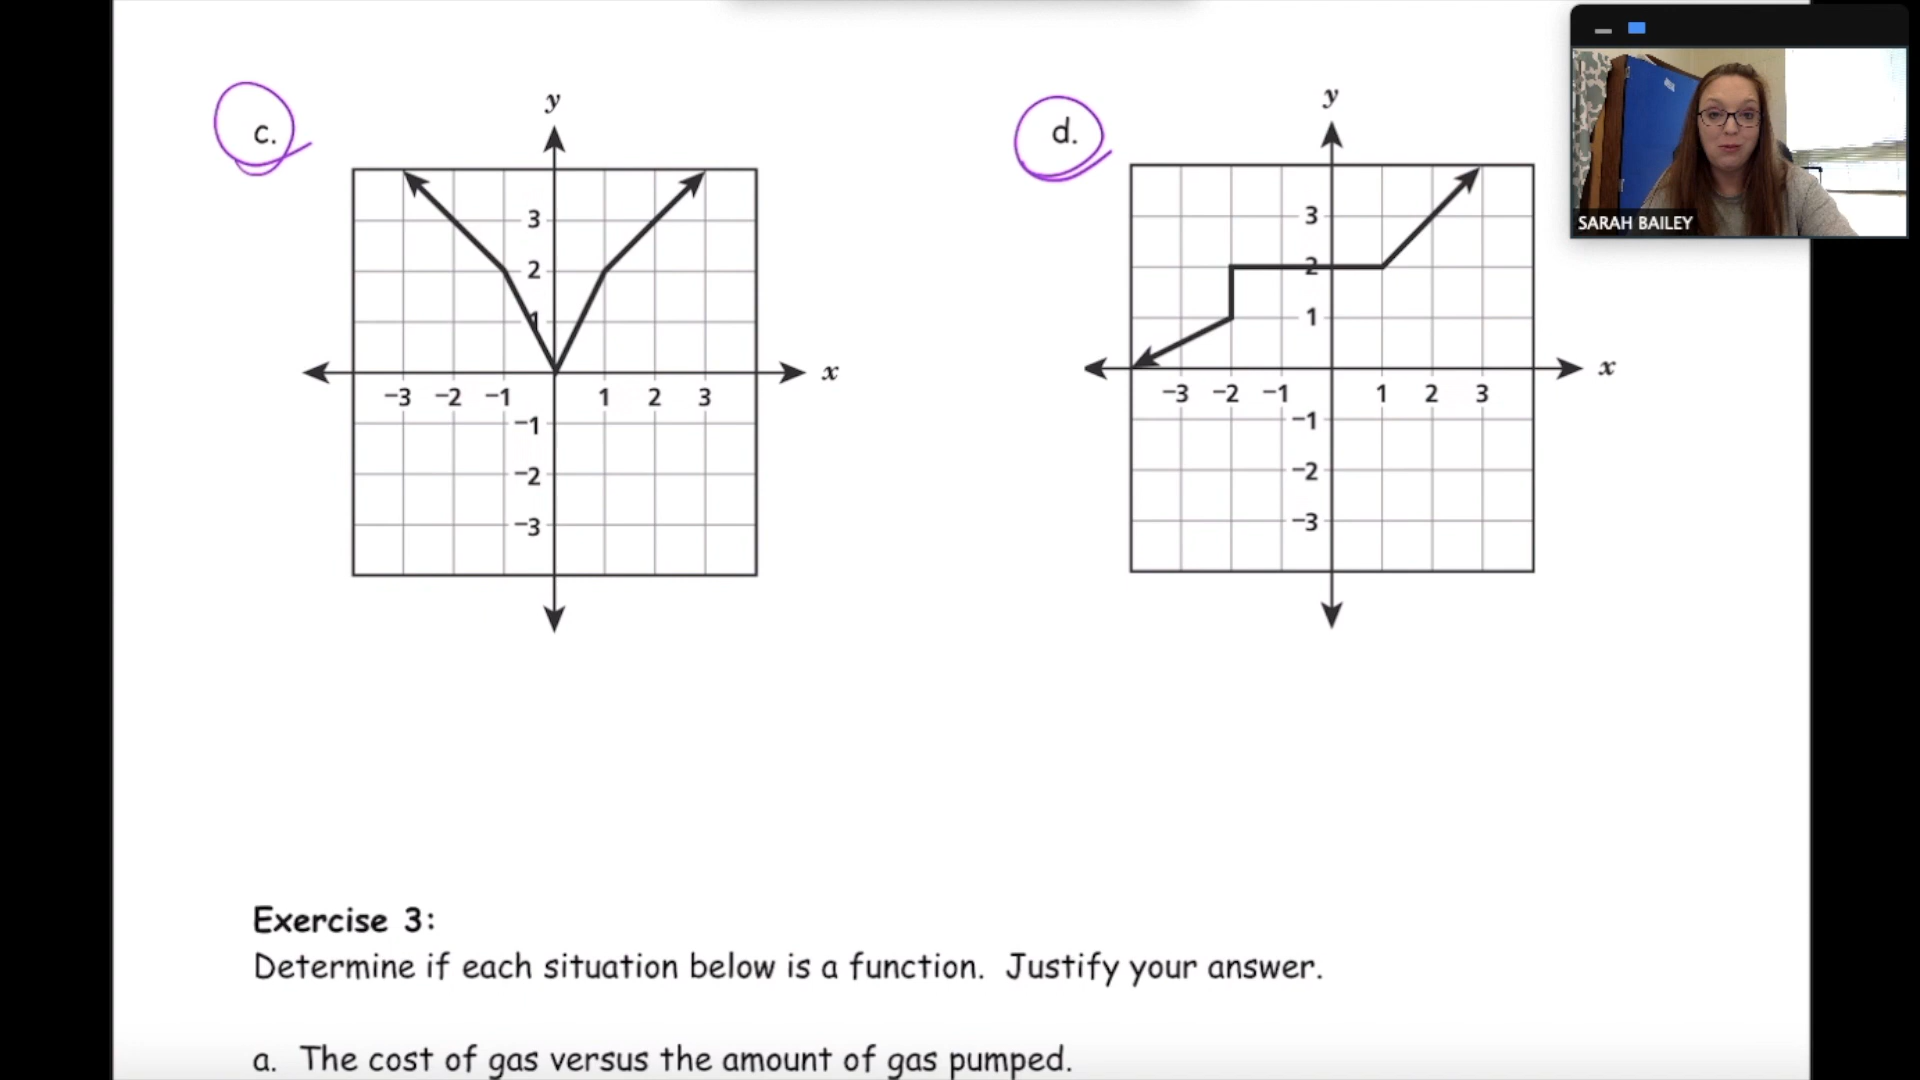 c.
y
3
2
1
-3 -2 -1 1 2 3 x
-1
-2
-3
d.
y
3
2
1
-3 -2 -1 1 2 3 x
-1
-2
-3
SARAH BAILEY
Exercise 3:
Determine if each situation below is a function. Justify your answer.
a. The cost of gas versus the amount of gas pumped.